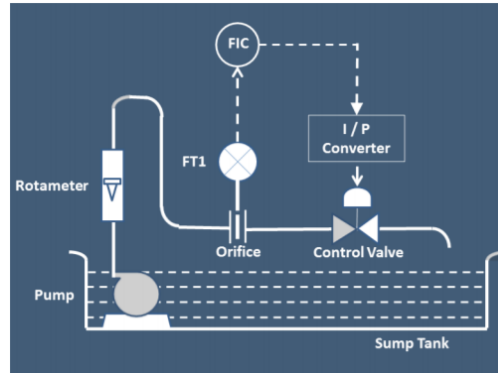 FIC
I / P
Converter
FT1
Rotameter
Orifice
Control Valve
Pump
Sump Tank